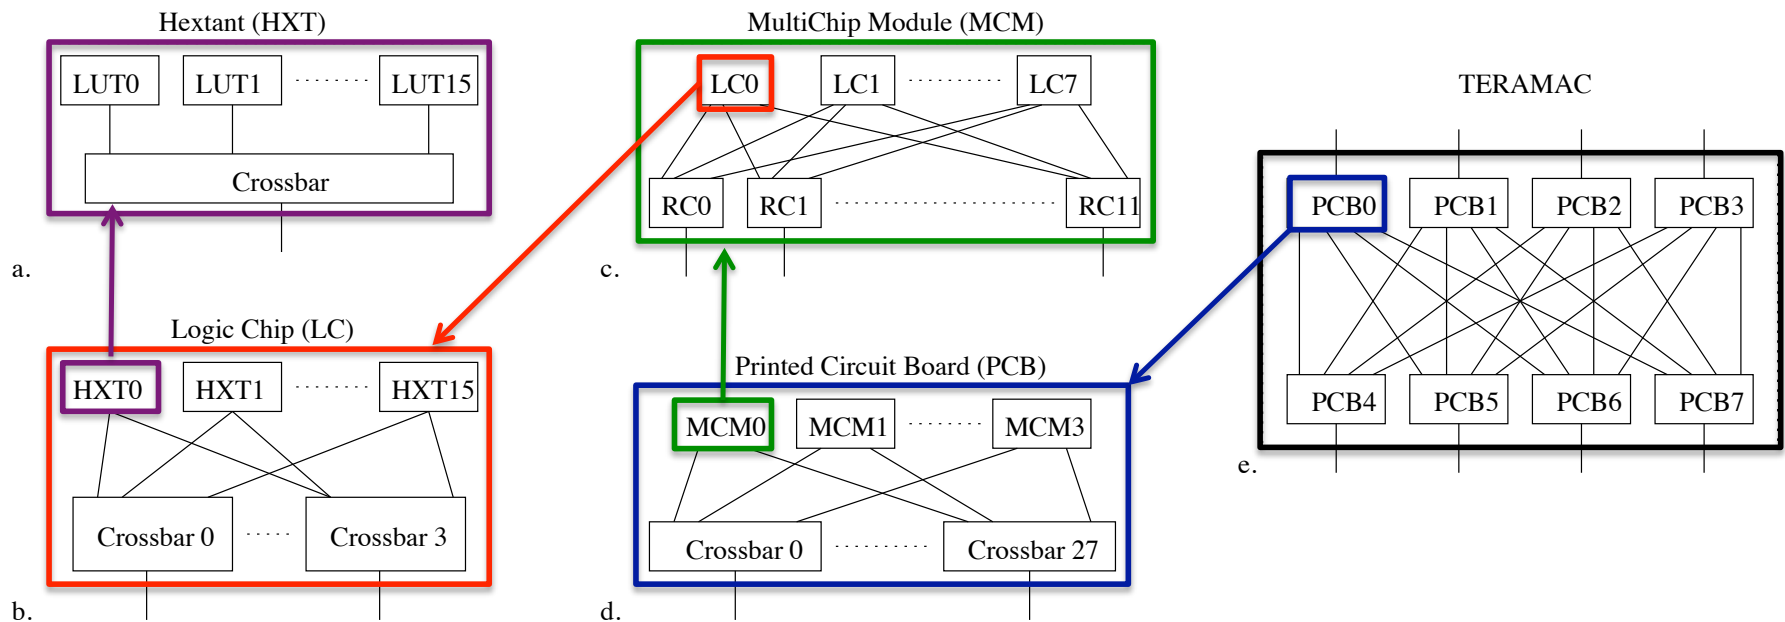 Hextant (HXT)
LUT0 LUT1 LUT15
Crossbar
a.
Logic Chip (LC)
HXT0 HXT1 HXT15
Crossbar 0 Crossbar 3
b.
MultiChip Module (MCM)
LC0 LC1 LC7
RC0 RC1 RC11
c.
Printed Circuit Board (PCB)
MCM0 MCM1 MCM3
Crossbar 0 Crossbar 27
d.
TERAMAC
PCB0 PCB1 PCB2 PCB3
PCB4 PCB5 PCB6 PCB7
e.